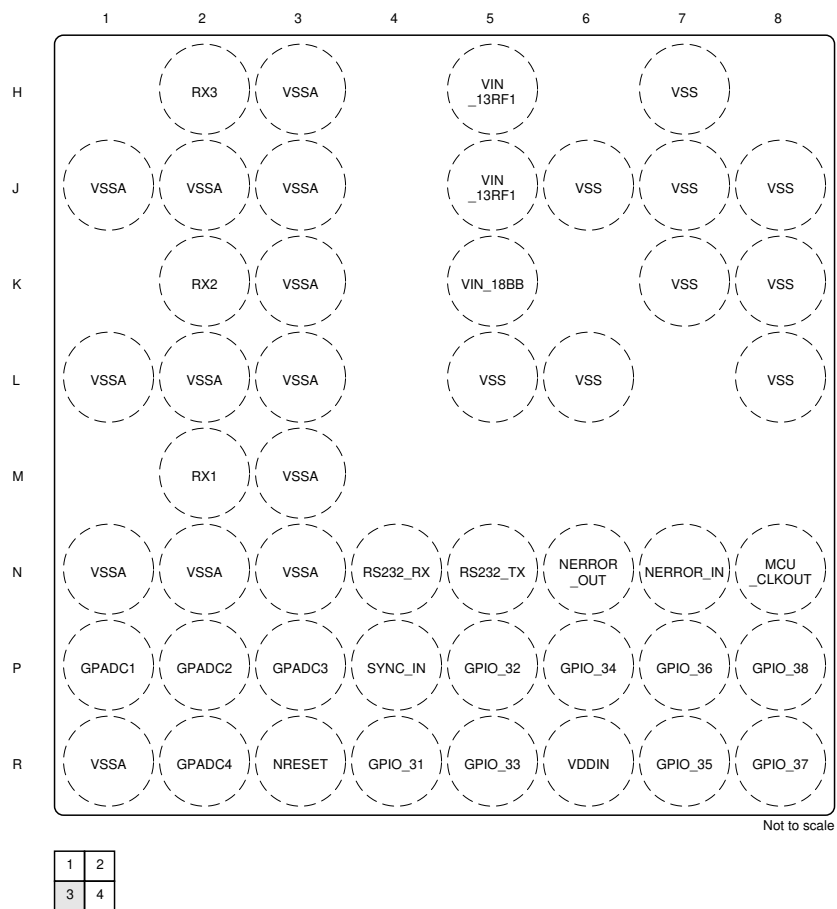 1 2 3 4 5 6 7 8
H RX3 VSSA VIN _13RF1 VSS
J VSSA VSSA VSSA VIN _13RF1 VSS VSS VSS
K RX2 VSSA VIN_18BB VSS VSS
L VSSA VSSA VSSA VSS VSS VSS
M RX1 VSSA
N VSSA VSSA VSSA RS232_RX RS232_TX NERROR _OUT NERROR_IN MCU _CLKOUT
P GPADC1 GPADC2 GPADC3 SYNC_IN GPIO_32 GPIO_34 GPIO_36 GPIO_38
R VSSA GPADC4 NRESET GPIO_31 GPIO_33 VDDIN GPIO_35 GPIO_37
Not to scale
1 2
3 4